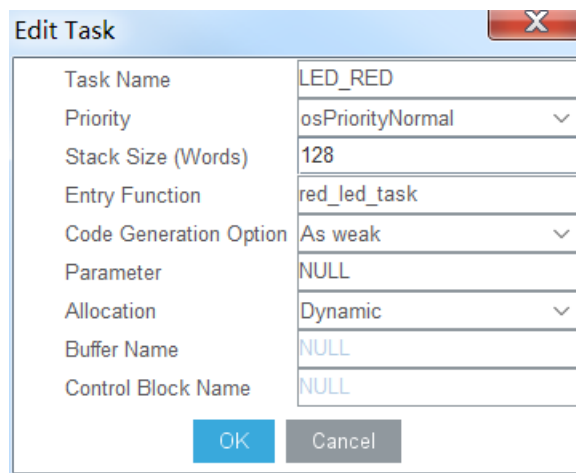 Edit Task
Task Name LED_RED
Priority osPriorityNormal
Stack Size (Words) 128
Entry Function red_led_task
Code Generation Option As weak
Parameter NULL
Allocation Dynamic
Buffer Name NULL
Control Block Name NULL
OK Cancel